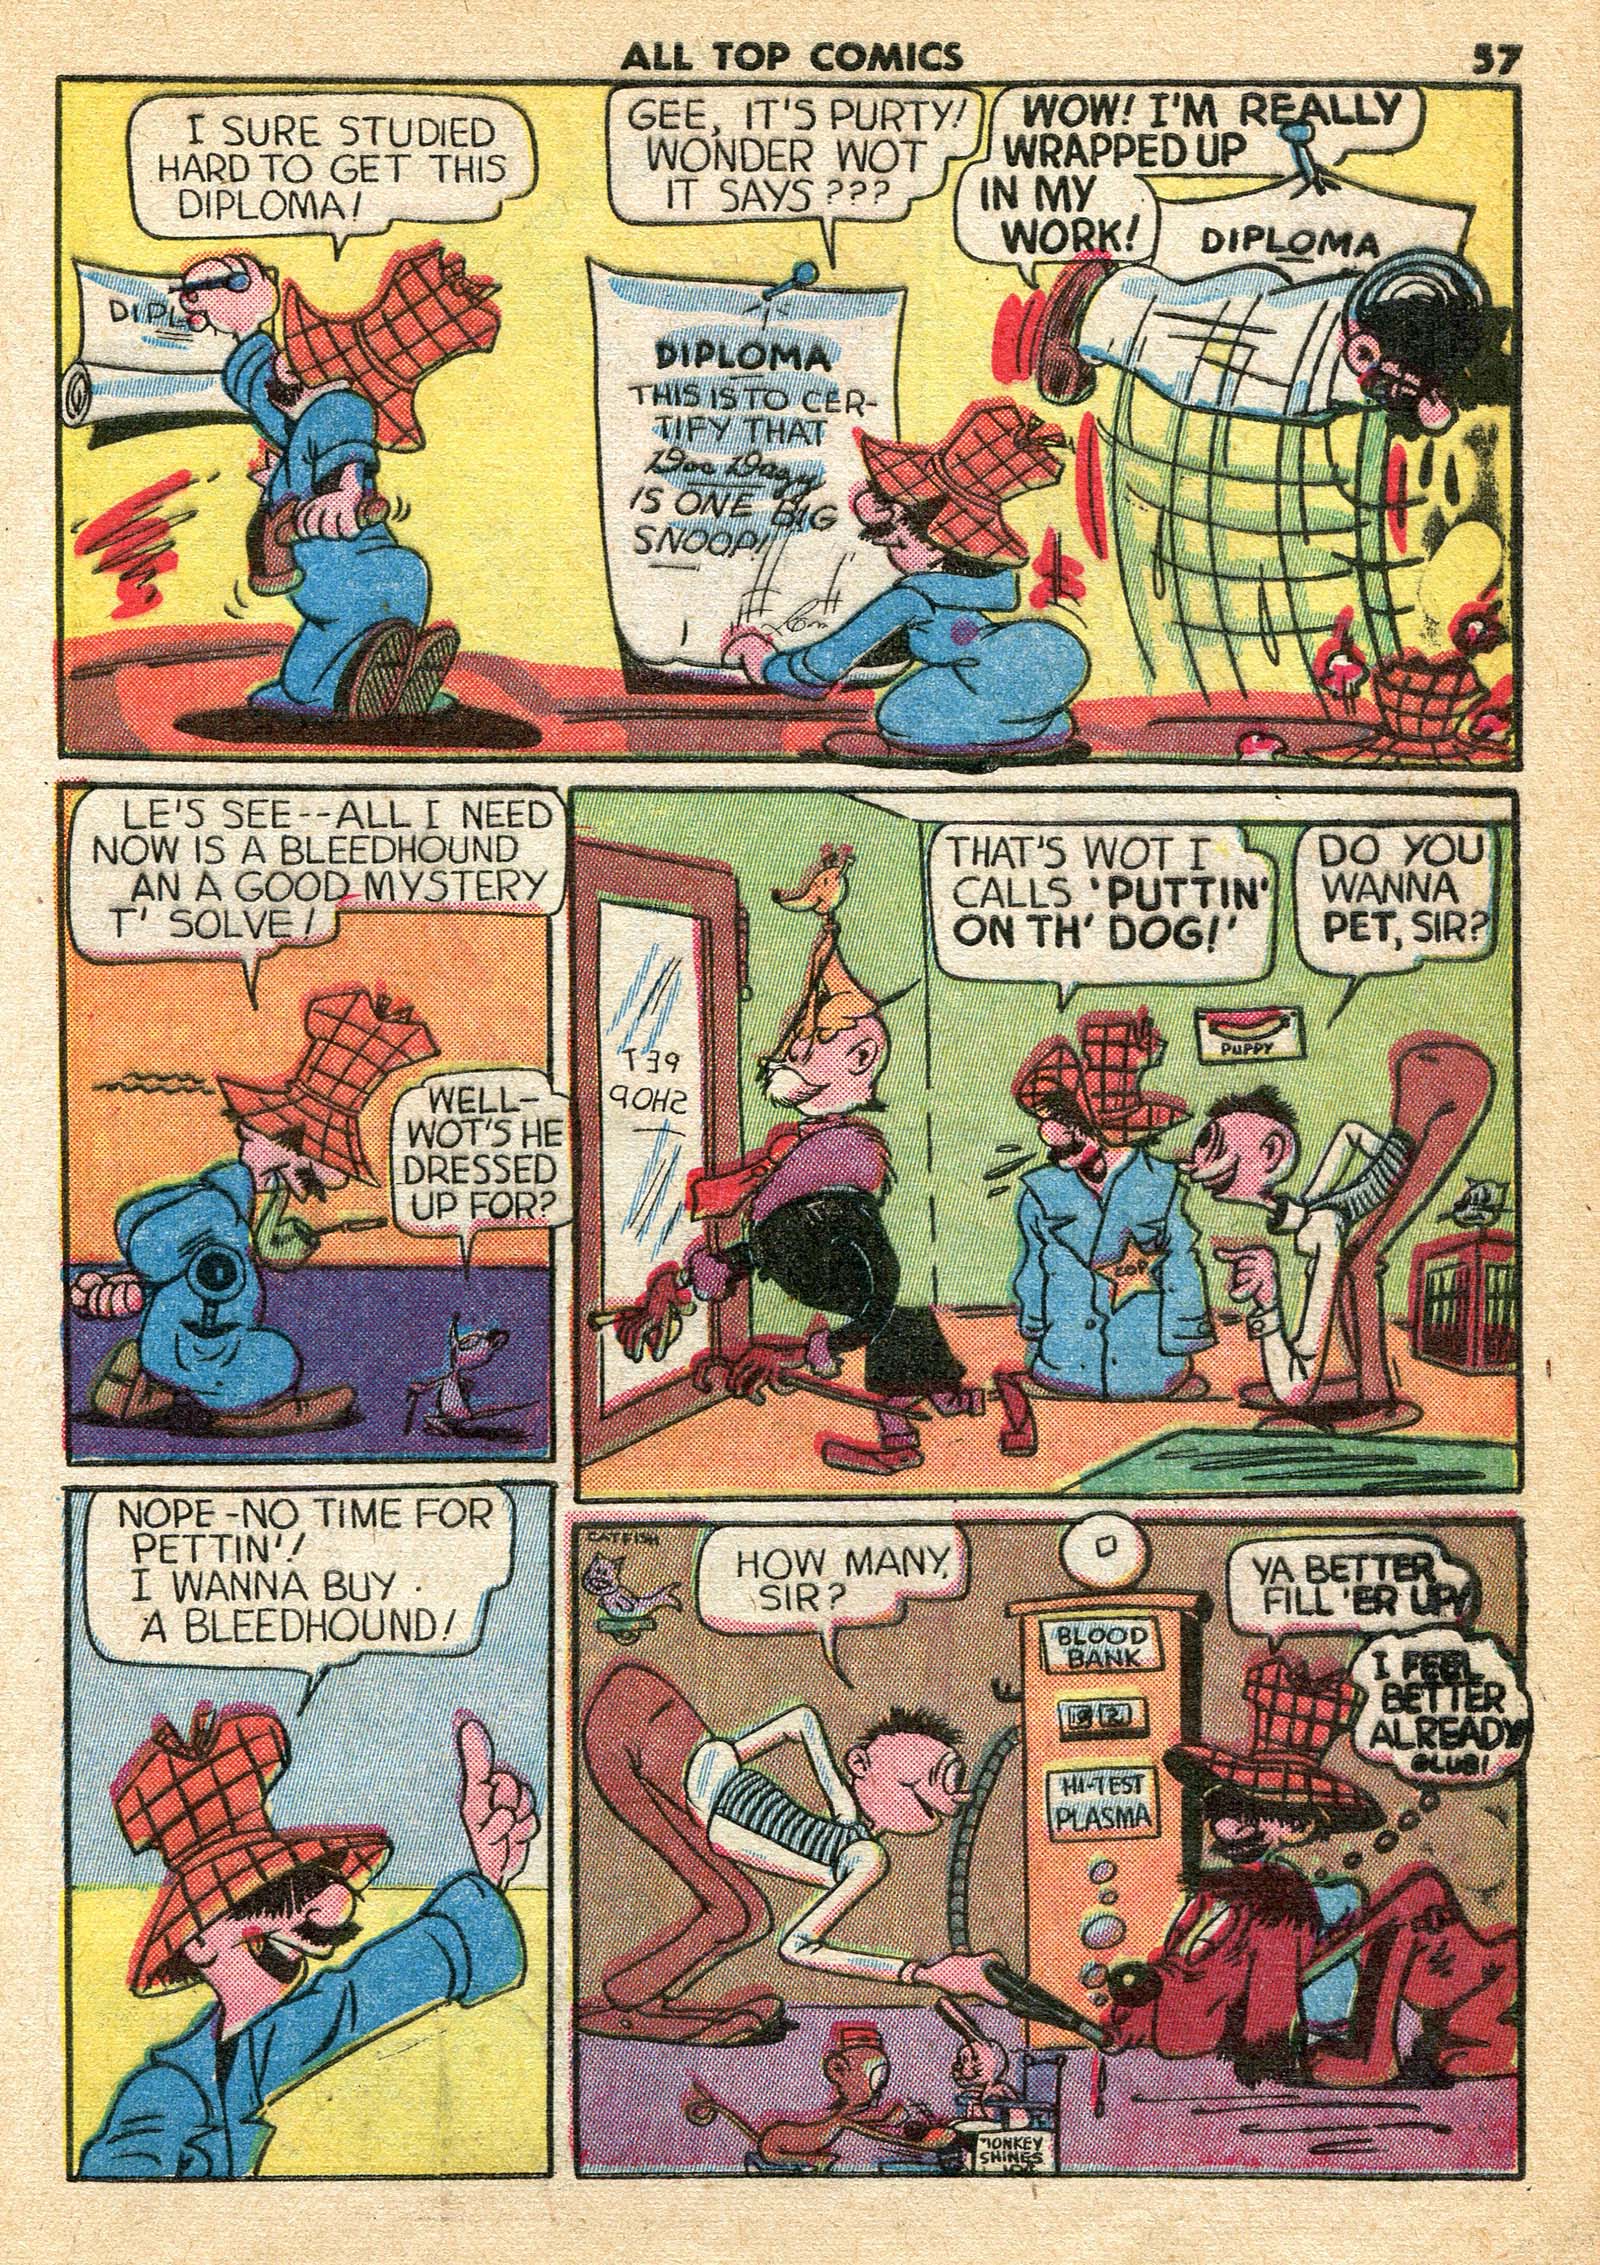 ALL TOP COMICS
57
I SURE STUDIED
HARD TO GET THIS
DIPLOMA!
DIPL
GEE, IT'S PURTY!
WONDER WOT
IT SAYS???
DIPLOMA
THIS IS TO CER-
TIFY THAT
IS ONE BIG
SNOOP!
WOW! I'M REALLY
WRAPPED UP
IN MY
WORK!
DIPLOMA
LE'S SEE--ALL I NEED
NOW IS A BLEEDHOUND
AN A GOOD MYSTERY
T' SOLVE!
WELL-
WOT'S HE
DRESSED
UP FOR?
PET
SHOP
THAT'S WOT I
CALLS 'PUTTIN'
ON TH' DOG!'
COP
DO YOU
WANNA
PET, SIR?
PUPPY
NOPE-NO TIME FOR
PETTIN'!
I WANNA BUY
A BLEEDHOUND!
CATFISH
HOW MANY,
SIR?
BLOOD
BANK
HI-TEST
PLASMA
YA BETTER
FILL 'ER UP!
I FEEL
BETTER
ALREADY
GLUB!
MONKEY
SHINES
10¢